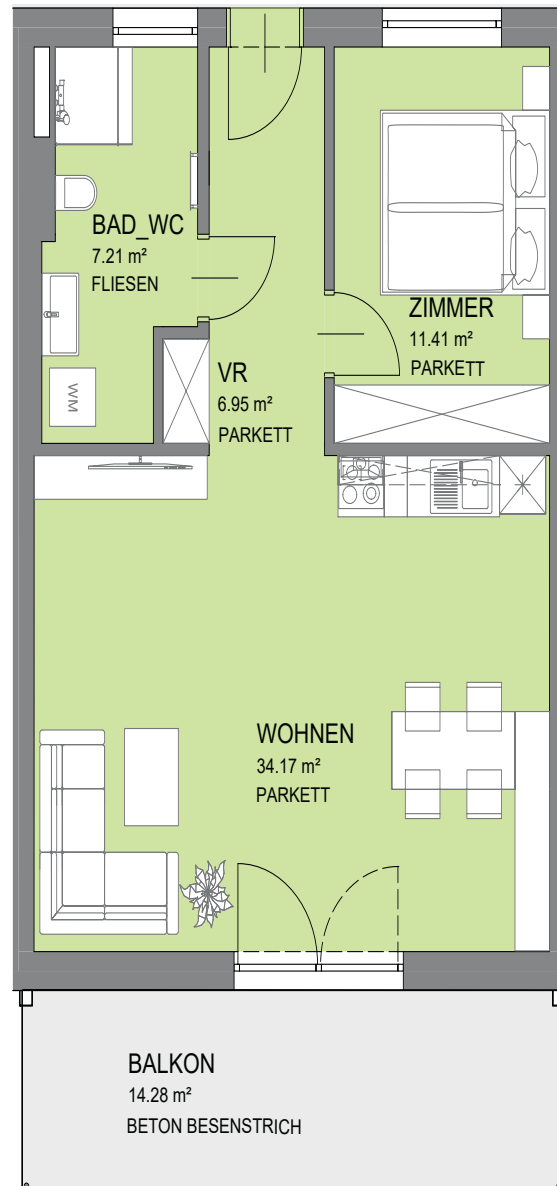 BAD_WC
7.21 m²
FLIESEN
ZIMMER
11.41 m²
PARKETT
VR
6.95 m²
PARKETT
WM
WOHNEN
34.17 m²
PARKETT
BALKON
14.28 m²
BETON BESENSTRICH